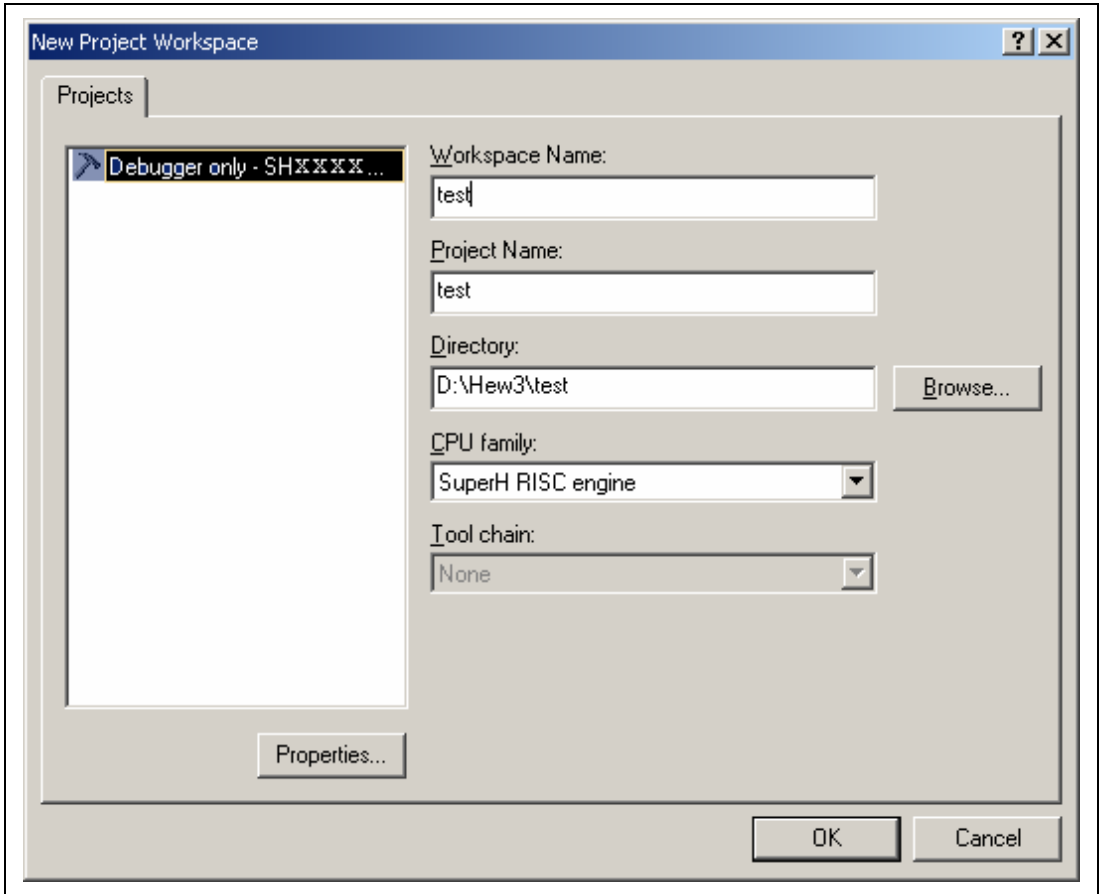 New Project Workspace
Projects
Debugger only - SHXXXX...
Workspace Name:
test
Project Name:
test
Directory:
D:\Hew3\test
Browse...
CPU family:
SuperH RISC engine
Tool chain:
None
Properties...
OK
Cancel